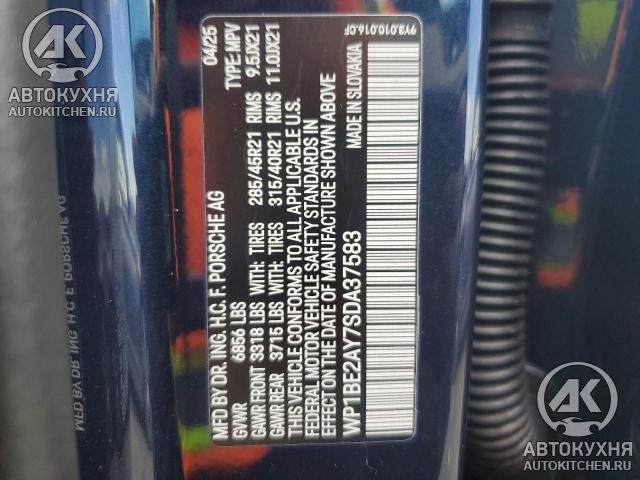 MFD BY DR. ING. H.C. F. PORSCHE AG 04/25
GVWR 6856 LBS TYPE: MPV
GAWR FRONT 3318 LBS WITH: TIRES 285/45R21 RIMS 9.5JX21
GAWR REAR 3715 LBS WITH: TIRES 315/40R21 RIMS 11.0JX21
THIS VEHICLE CONFORMS TO ALL APPLICABLE U.S.
FEDERAL MOTOR VEHICLE SAFETY STANDARDS IN
EFFECT ON THE DATE OF MANUFACTURE SHOWN ABOVE
WP1BE2AY7SDA37583 MADE IN SLOVAKIA
9Y3.010.016.DF
АК
АВТОКУХНЯ
AUTOKITCHEN.RU
АК
АВТОКУХНЯ
AUTOKITCHEN.RU